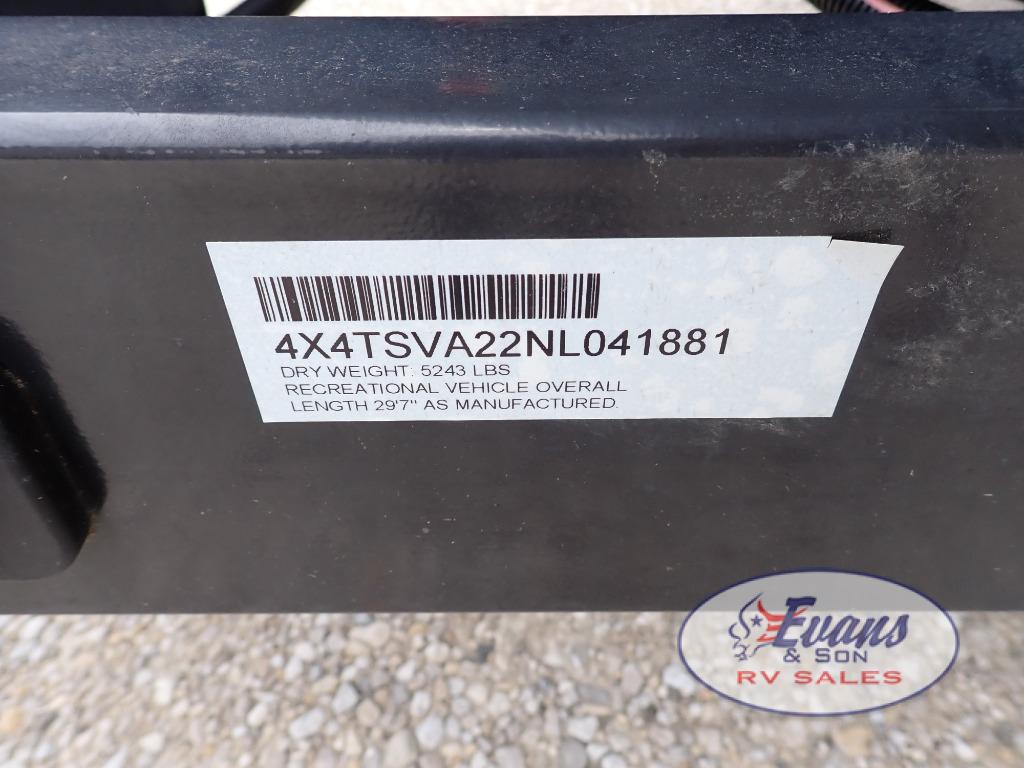 4X4TSVA22NL041881
DRY WEIGHT: 5243 LBS
RECREATIONAL VEHICLE OVERALL
LENGTH 29'7" AS MANUFACTURED.
Evans
& SON
RV SALES